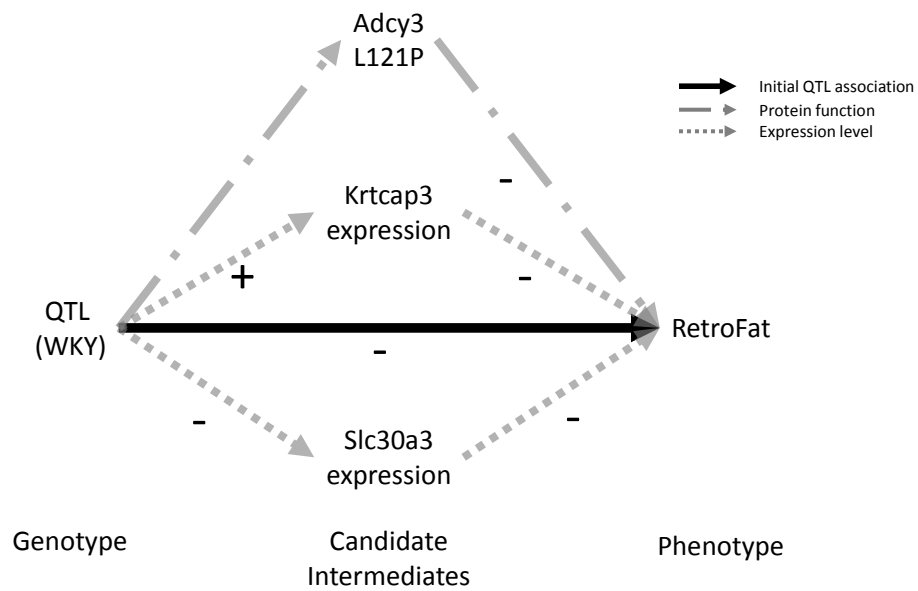 Adcy3
L121P
Initial QTL association
Protein function
Expression level
-
Krtcap3
expression
+
-
QTL
(WKY)
RetroFat
-
-
-
Slc30a3
expression
Genotype
Candidate
Intermediates
Phenotype